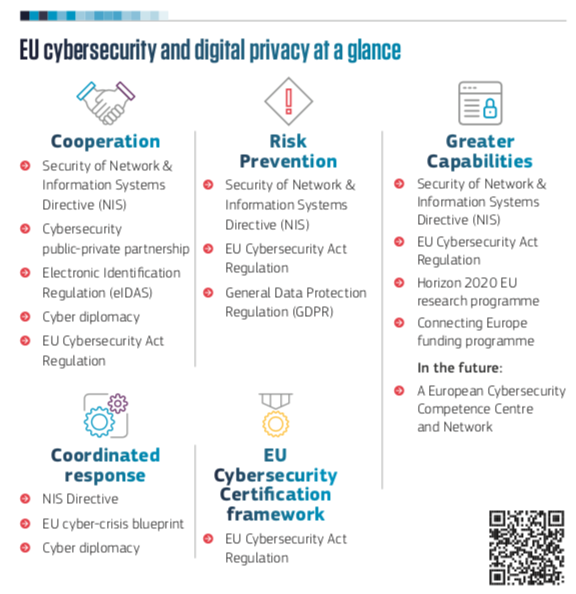 EU cybersecurity and digital privacy at a glance
Cooperation
Security of Network &
Information Systems
Directive (NIS)
Cybersecurity
public-private partnership
Electronic Identification
Regulation (eIDAS)
Cyber diplomacy
EU Cybersecurity Act
Regulation
Risk
Prevention
Security of Network &
Information Systems
Directive (NIS)
EU Cybersecurity Act
Regulation
General Data Protection
Regulation (GDPR)
Greater
Capabilities
Security of Network &
Information Systems
Directive (NIS)
EU Cybersecurity Act
Regulation
Horizon 2020 EU
research programme
Connecting Europe
funding programme
In the future:
A European Cybersecurity
Competence Centre
and Network
Coordinated
response
NIS Directive
EU cyber-crisis blueprint
Cyber diplomacy
EU
Cybersecurity
Certification
framework
EU Cybersecurity Act
Regulation